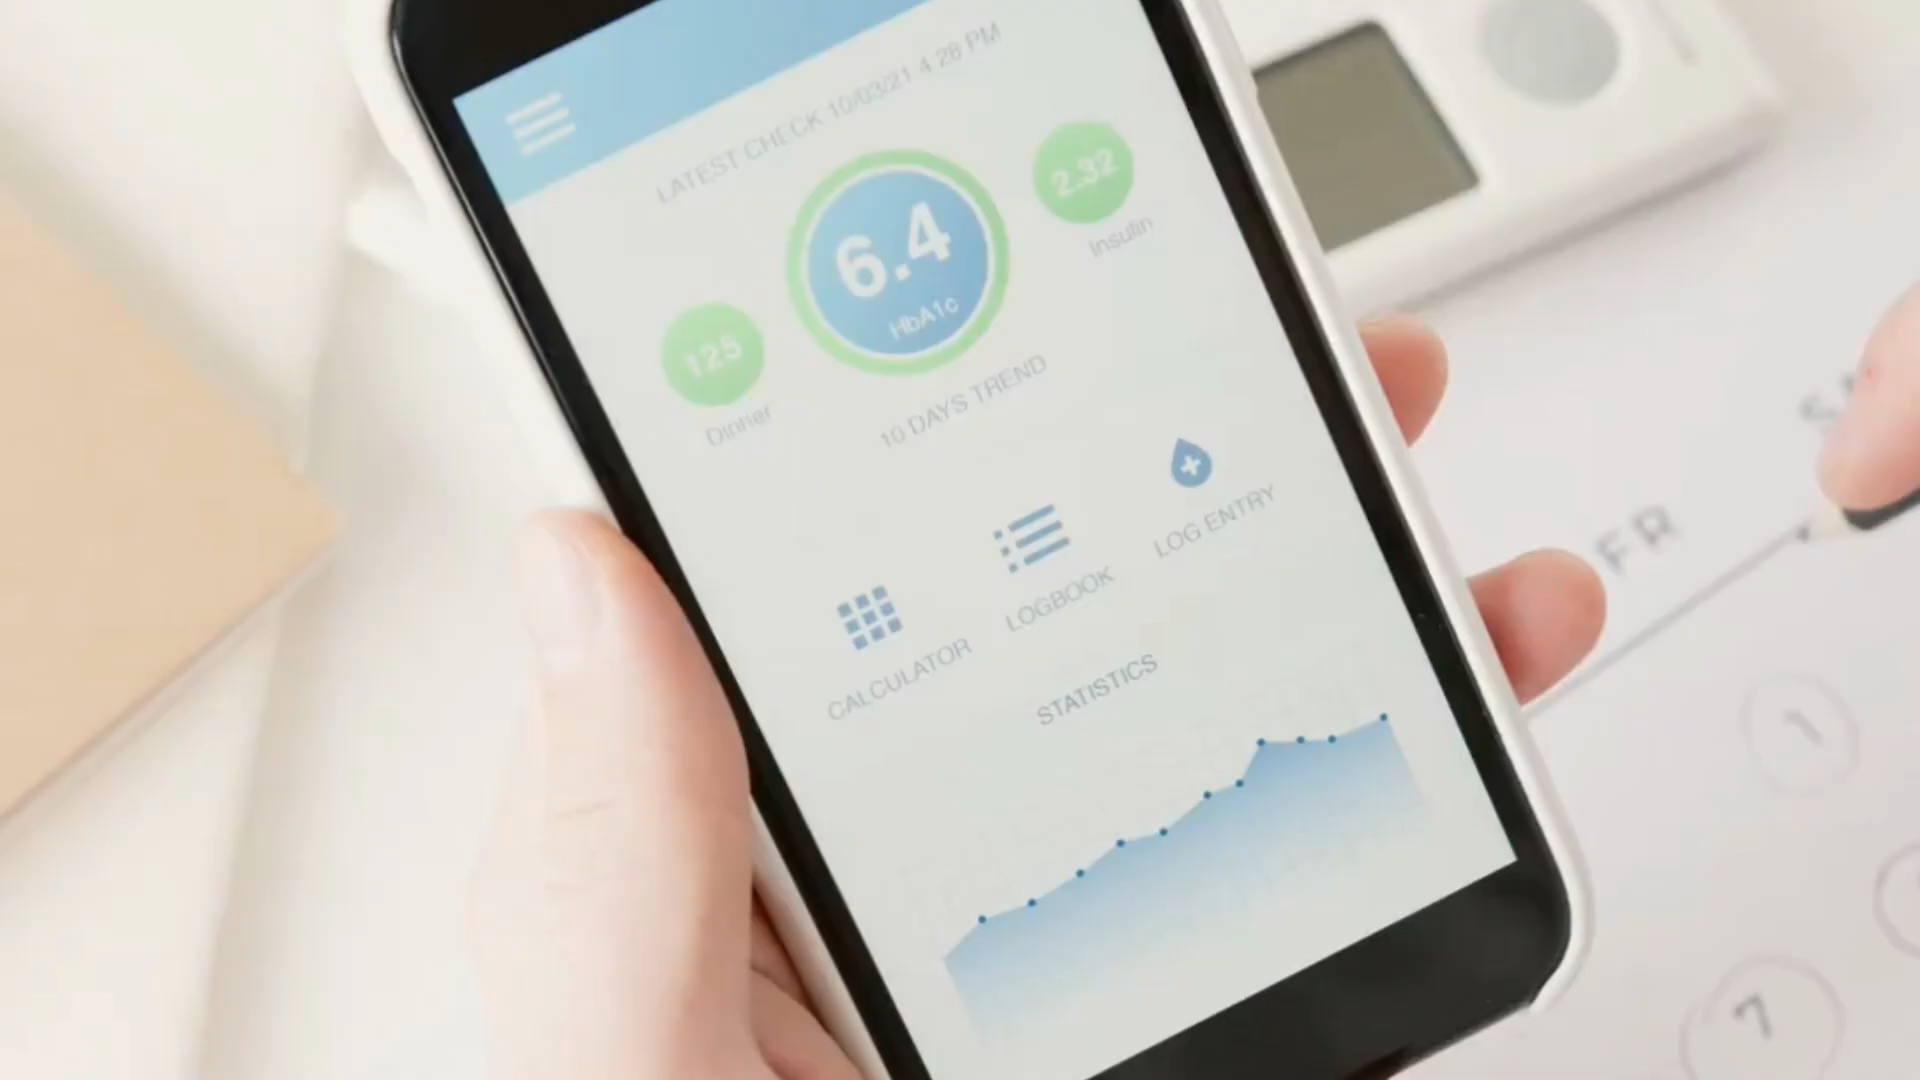 LATEST CHECK 10/03/21 4:28 PM
6.4
HbA1c
2.32
Insulin
125
Dinner
10 DAYS TREND
CALCULATOR
LOGBOOK
LOG ENTRY
STATISTICS
FR
1
7